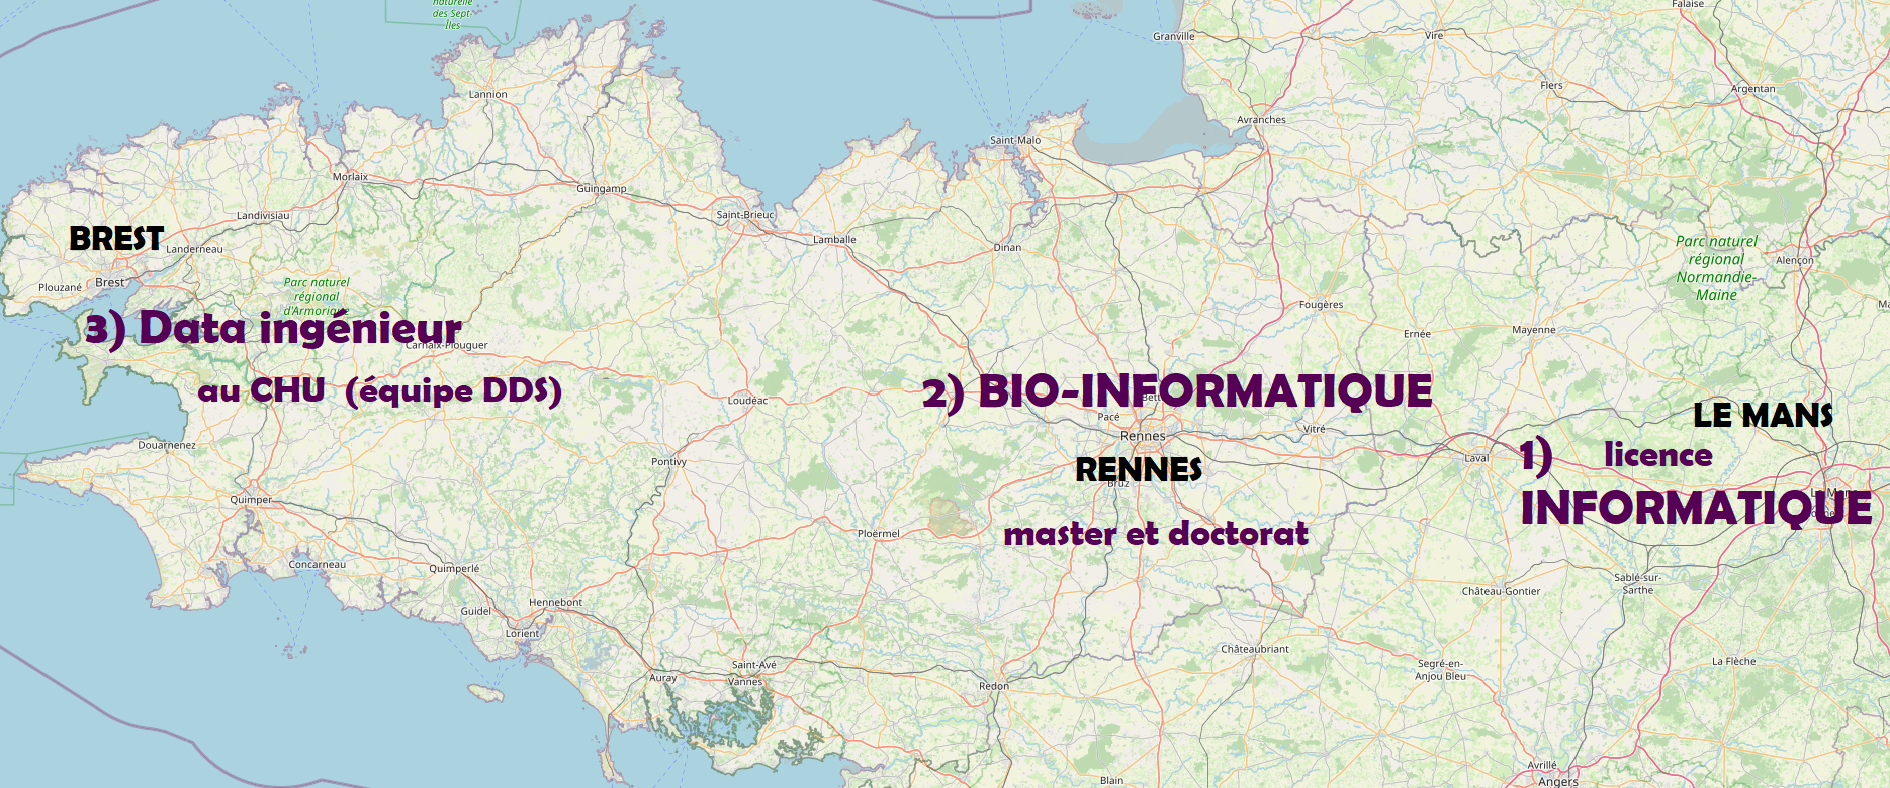 naturelle
des Sept-
Îles
Falaise
Granville
Vire
Lannion
Flers
Argentan
Avranches
Saint-Malo
Morlaix
Guingamp
Landivisiau
Saint-Brieuc
BREST
Landerneau
Lamballe
Dinan
Parc naturel
régional
Normandie-
Maine
Alençon
Plouzané
Brest
Parc naturel
régional
d'Armorique
Fougères
Ernée
Mayenne
3) Data ingénieur
Carhaix-Plouguer
au CHU (équipe DDS)
Loudéac
2) BIO-INFORMATIQUE
Pacé
Rennes
Vitré
LE MANS
Douarnenez
Pontivy
RENNES
Bruz
Laval
1) licence
INFORMATIQUE
Quimper
Ploërmel
master et doctorat
Concarneau
Quimperlé
Sablé-sur-
Sarthe
Château-Gontier
Guidel
Hennebont
Lorient
Châteaubriant
Saint-Avé
Auray
Vannes
Redon
Segré-en-
Anjou Bleu
La Flèche
Blain
Avrillé
Angers